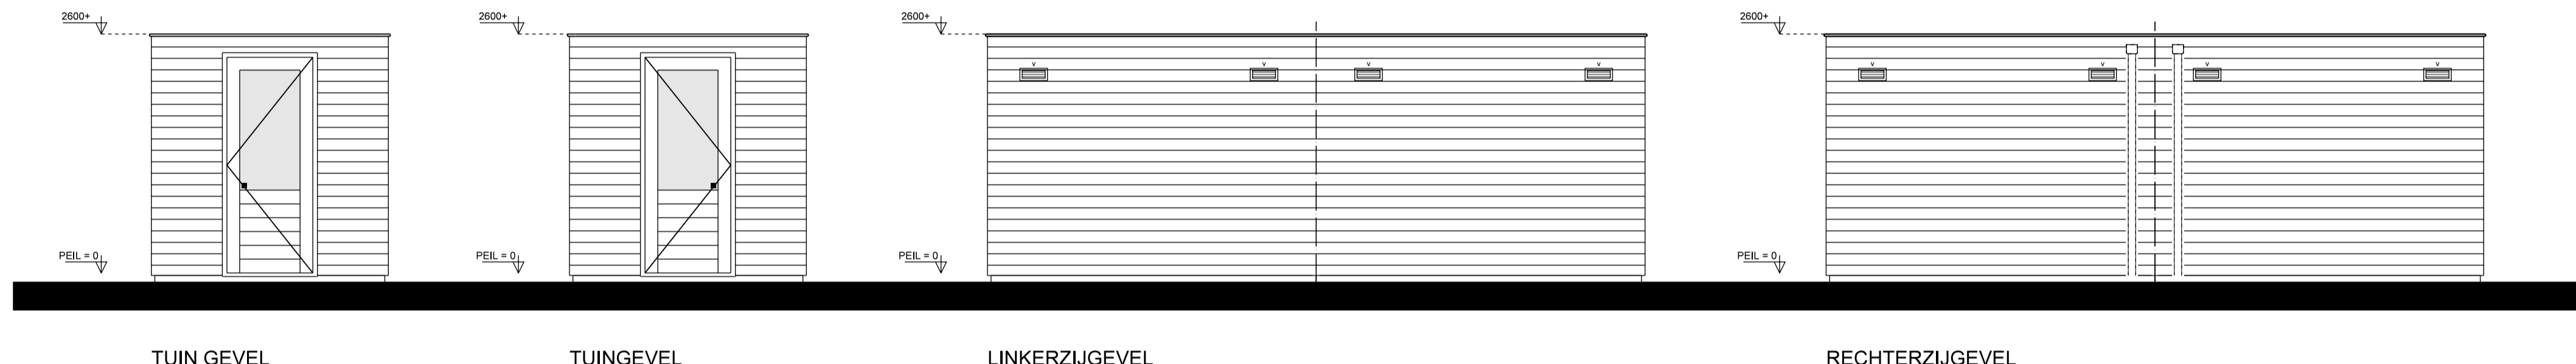 2600+
2600+
2600+
2600+
v v v v
v v v v
PEIL = 0
PEIL = 0
PEIL = 0
PEIL = 0
TUIN GEVEL
TUINGEVEL
LINKERZIJGEVEL
RECHTERZIJGEVEL